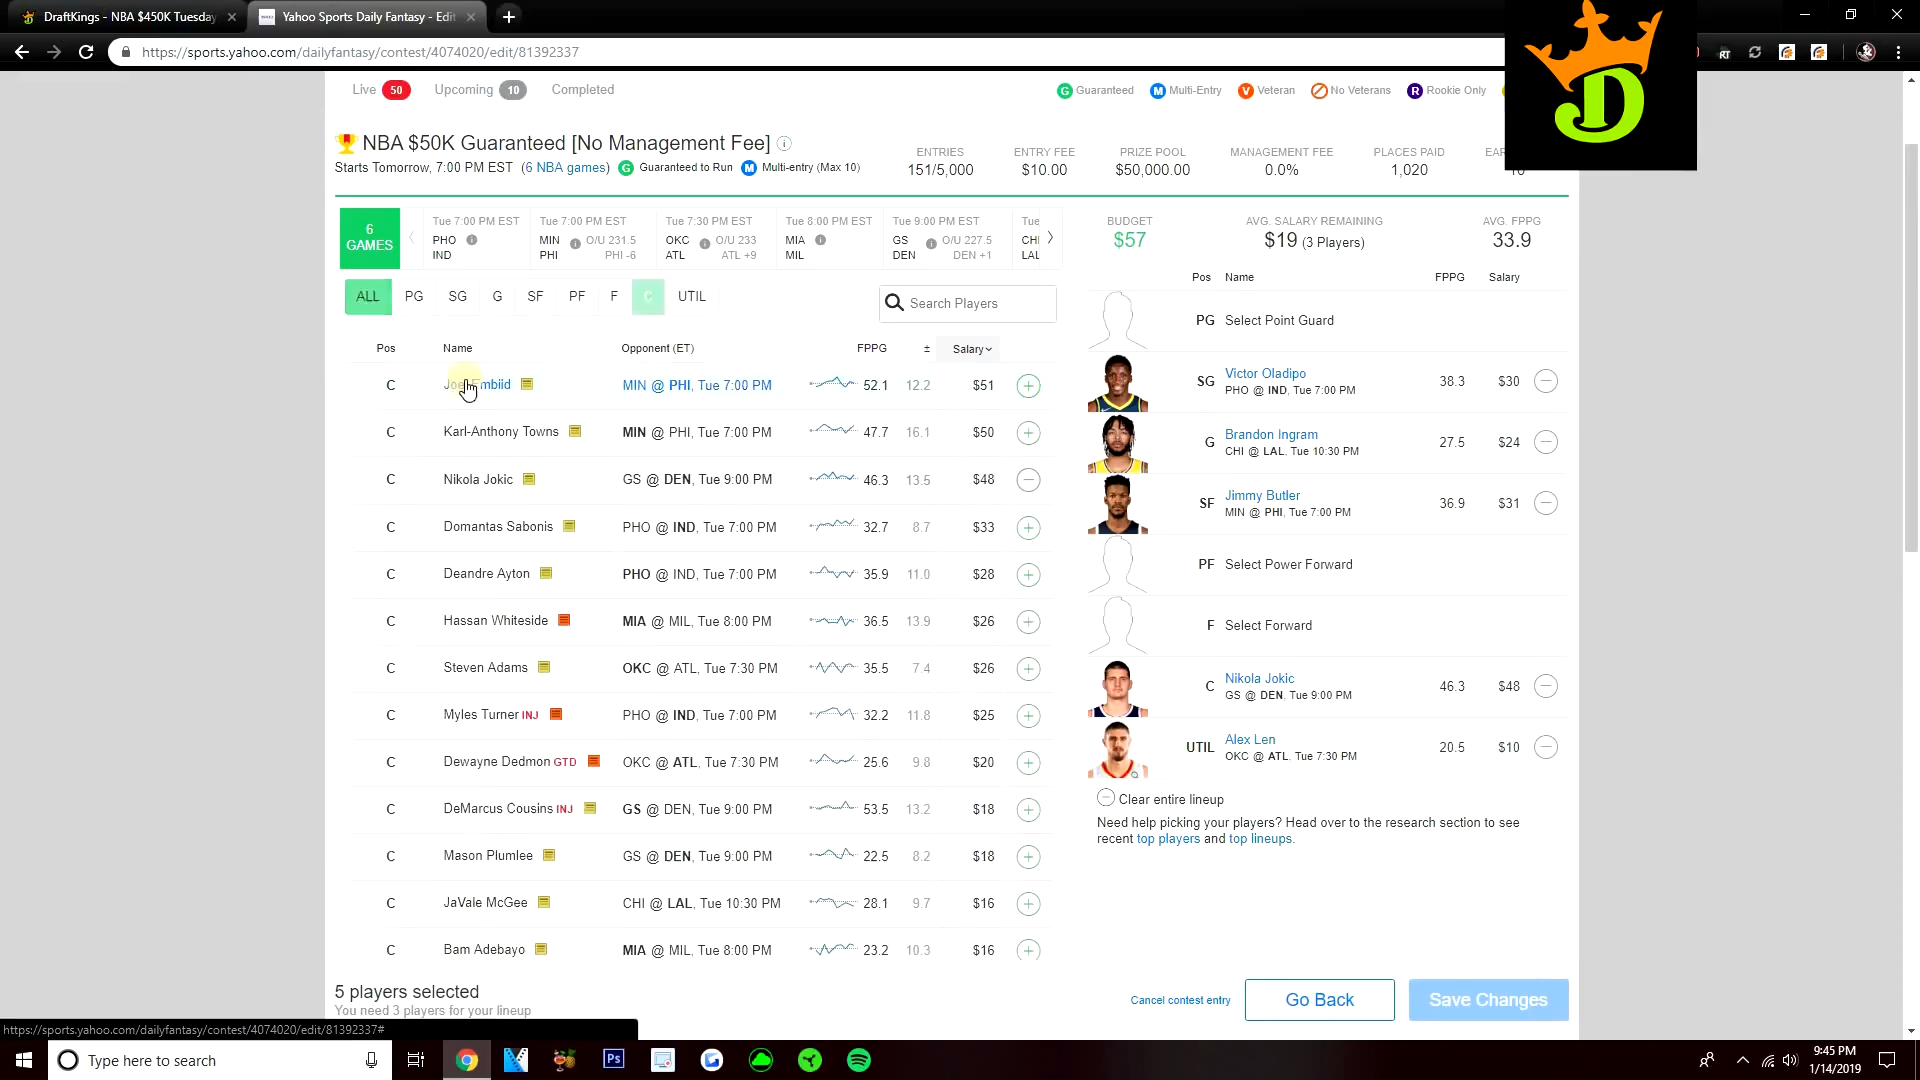 DraftKings - NBA $450K Tuesday
Yahoo Sports Daily Fantasy - Edit
https://sports.yahoo.com/dailyfantasy/contest/4074020/edit/81392337
RT
D
Live 50 Upcoming 10 Completed
G Guaranteed M Multi-Entry V Veteran No Veterans R Rookie Only
NBA $50K Guaranteed [No Management Fee]
Starts Tomorrow, 7:00 PM EST (6 NBA games) G Guaranteed to Run M Multi-entry (Max 10)
ENTRIES ENTRY FEE PRIZE POOL MANAGEMENT FEE PLACES PAID
151/5,000 $10.00 $50,000.00 0.0% 1,020
6 GAMES
Tue 7:00 PM EST Tue 7:00 PM EST Tue 7:30 PM EST Tue 8:00 PM EST Tue 9:00 PM EST Tue
PHO MIN O/U 231.5 OKC O/U 233 MIA GS O/U 227.5 CHI
IND PHI PHI -6 ATL ATL +9 MIL DEN DEN +1 LAL
BUDGET AVG. SALARY REMAINING AVG. FPPG
$57 $19 (3 Players) 33.9
ALL PG SG G SF PF F C UTIL
Search Players
Pos Name Opponent (ET) FPPG ± Salary
C Joel Embiid MIN @ PHI, Tue 7:00 PM 52.1 12.2 $51
C Karl-Anthony Towns MIN @ PHI, Tue 7:00 PM 47.7 16.1 $50
C Nikola Jokic GS @ DEN, Tue 9:00 PM 46.3 13.5 $48
C Domantas Sabonis PHO @ IND, Tue 7:00 PM 32.7 8.7 $33
C Deandre Ayton PHO @ IND, Tue 7:00 PM 35.9 11.0 $28
C Hassan Whiteside MIA @ MIL, Tue 8:00 PM 36.5 13.9 $26
C Steven Adams OKC @ ATL, Tue 7:30 PM 35.5 7.4 $26
C Myles Turner INJ PHO @ IND, Tue 7:00 PM 32.2 11.8 $25
C Dewayne Dedmon GTD OKC @ ATL, Tue 7:30 PM 25.6 9.8 $20
C DeMarcus Cousins INJ GS @ DEN, Tue 9:00 PM 53.5 13.2 $18
C Mason Plumlee GS @ DEN, Tue 9:00 PM 22.5 8.2 $18
C JaVale McGee CHI @ LAL, Tue 10:30 PM 28.1 9.7 $16
C Bam Adebayo MIA @ MIL, Tue 8:00 PM 23.2 10.3 $16
Pos Name FPPG Salary
PG Select Point Guard
SG Victor Oladipo 38.3 $30
PHO @ IND, Tue 7:00 PM
G Brandon Ingram 27.5 $24
CHI @ LAL, Tue 10:30 PM
SF Jimmy Butler 36.9 $31
MIN @ PHI, Tue 7:00 PM
PF Select Power Forward
F Select Forward
C Nikola Jokic 46.3 $48
GS @ DEN, Tue 9:00 PM
UTIL Alex Len 20.5 $10
OKC @ ATL, Tue 7:30 PM
Clear entire lineup
Need help picking your players? Head over to the research section to see
recent top players and top lineups.
5 players selected
You need 3 players for your lineup
Cancel contest entry Go Back Save Changes
https://sports.yahoo.com/dailyfantasy/contest/4074020/edit/81392337#
Type here to search
Ps
9:45 PM
1/14/2019